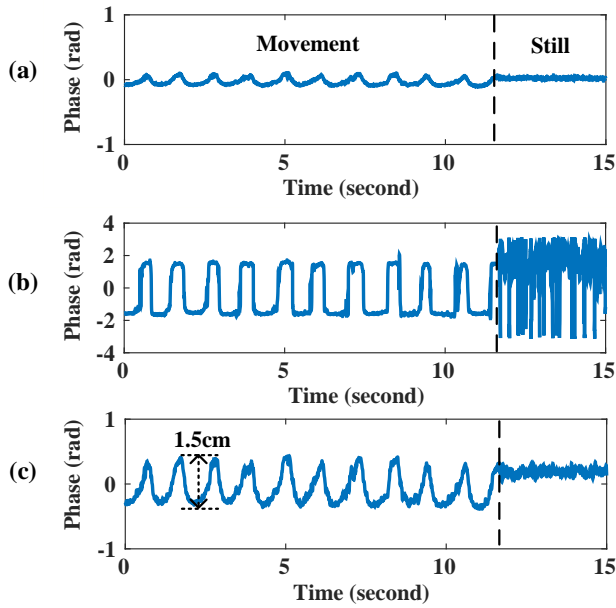 (a)
Phase (rad)
1
0
-1
Movement
Still
0
5
10
15
Time (second)
(b)
Phase (rad)
4
2
0
-2
-4
0
5
10
15
Time (second)
(c)
Phase (rad)
1
0
-1
1.5cm
0
5
10
15
Time (second)